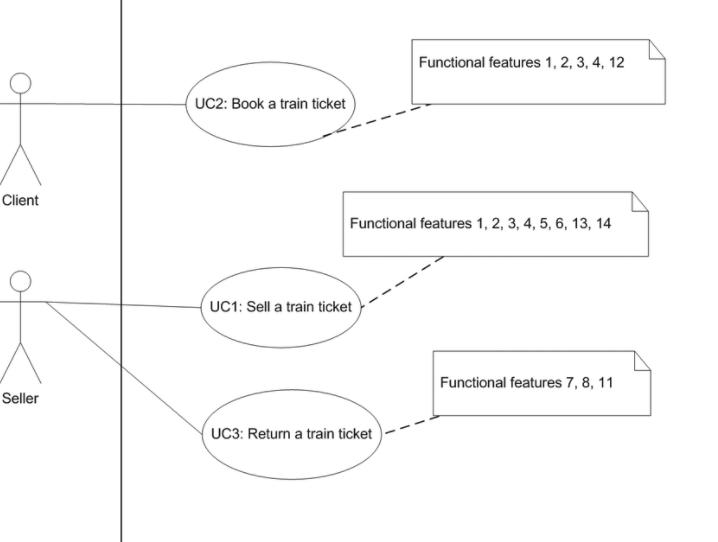 Functional features 1, 2, 3, 4, 12
UC2: Book a train ticket
Client
Functional features 1, 2, 3, 4, 5, 6, 13, 14
UC1: Sell a train ticket
Seller
Functional features 7, 8, 11
UC3: Return a train ticket